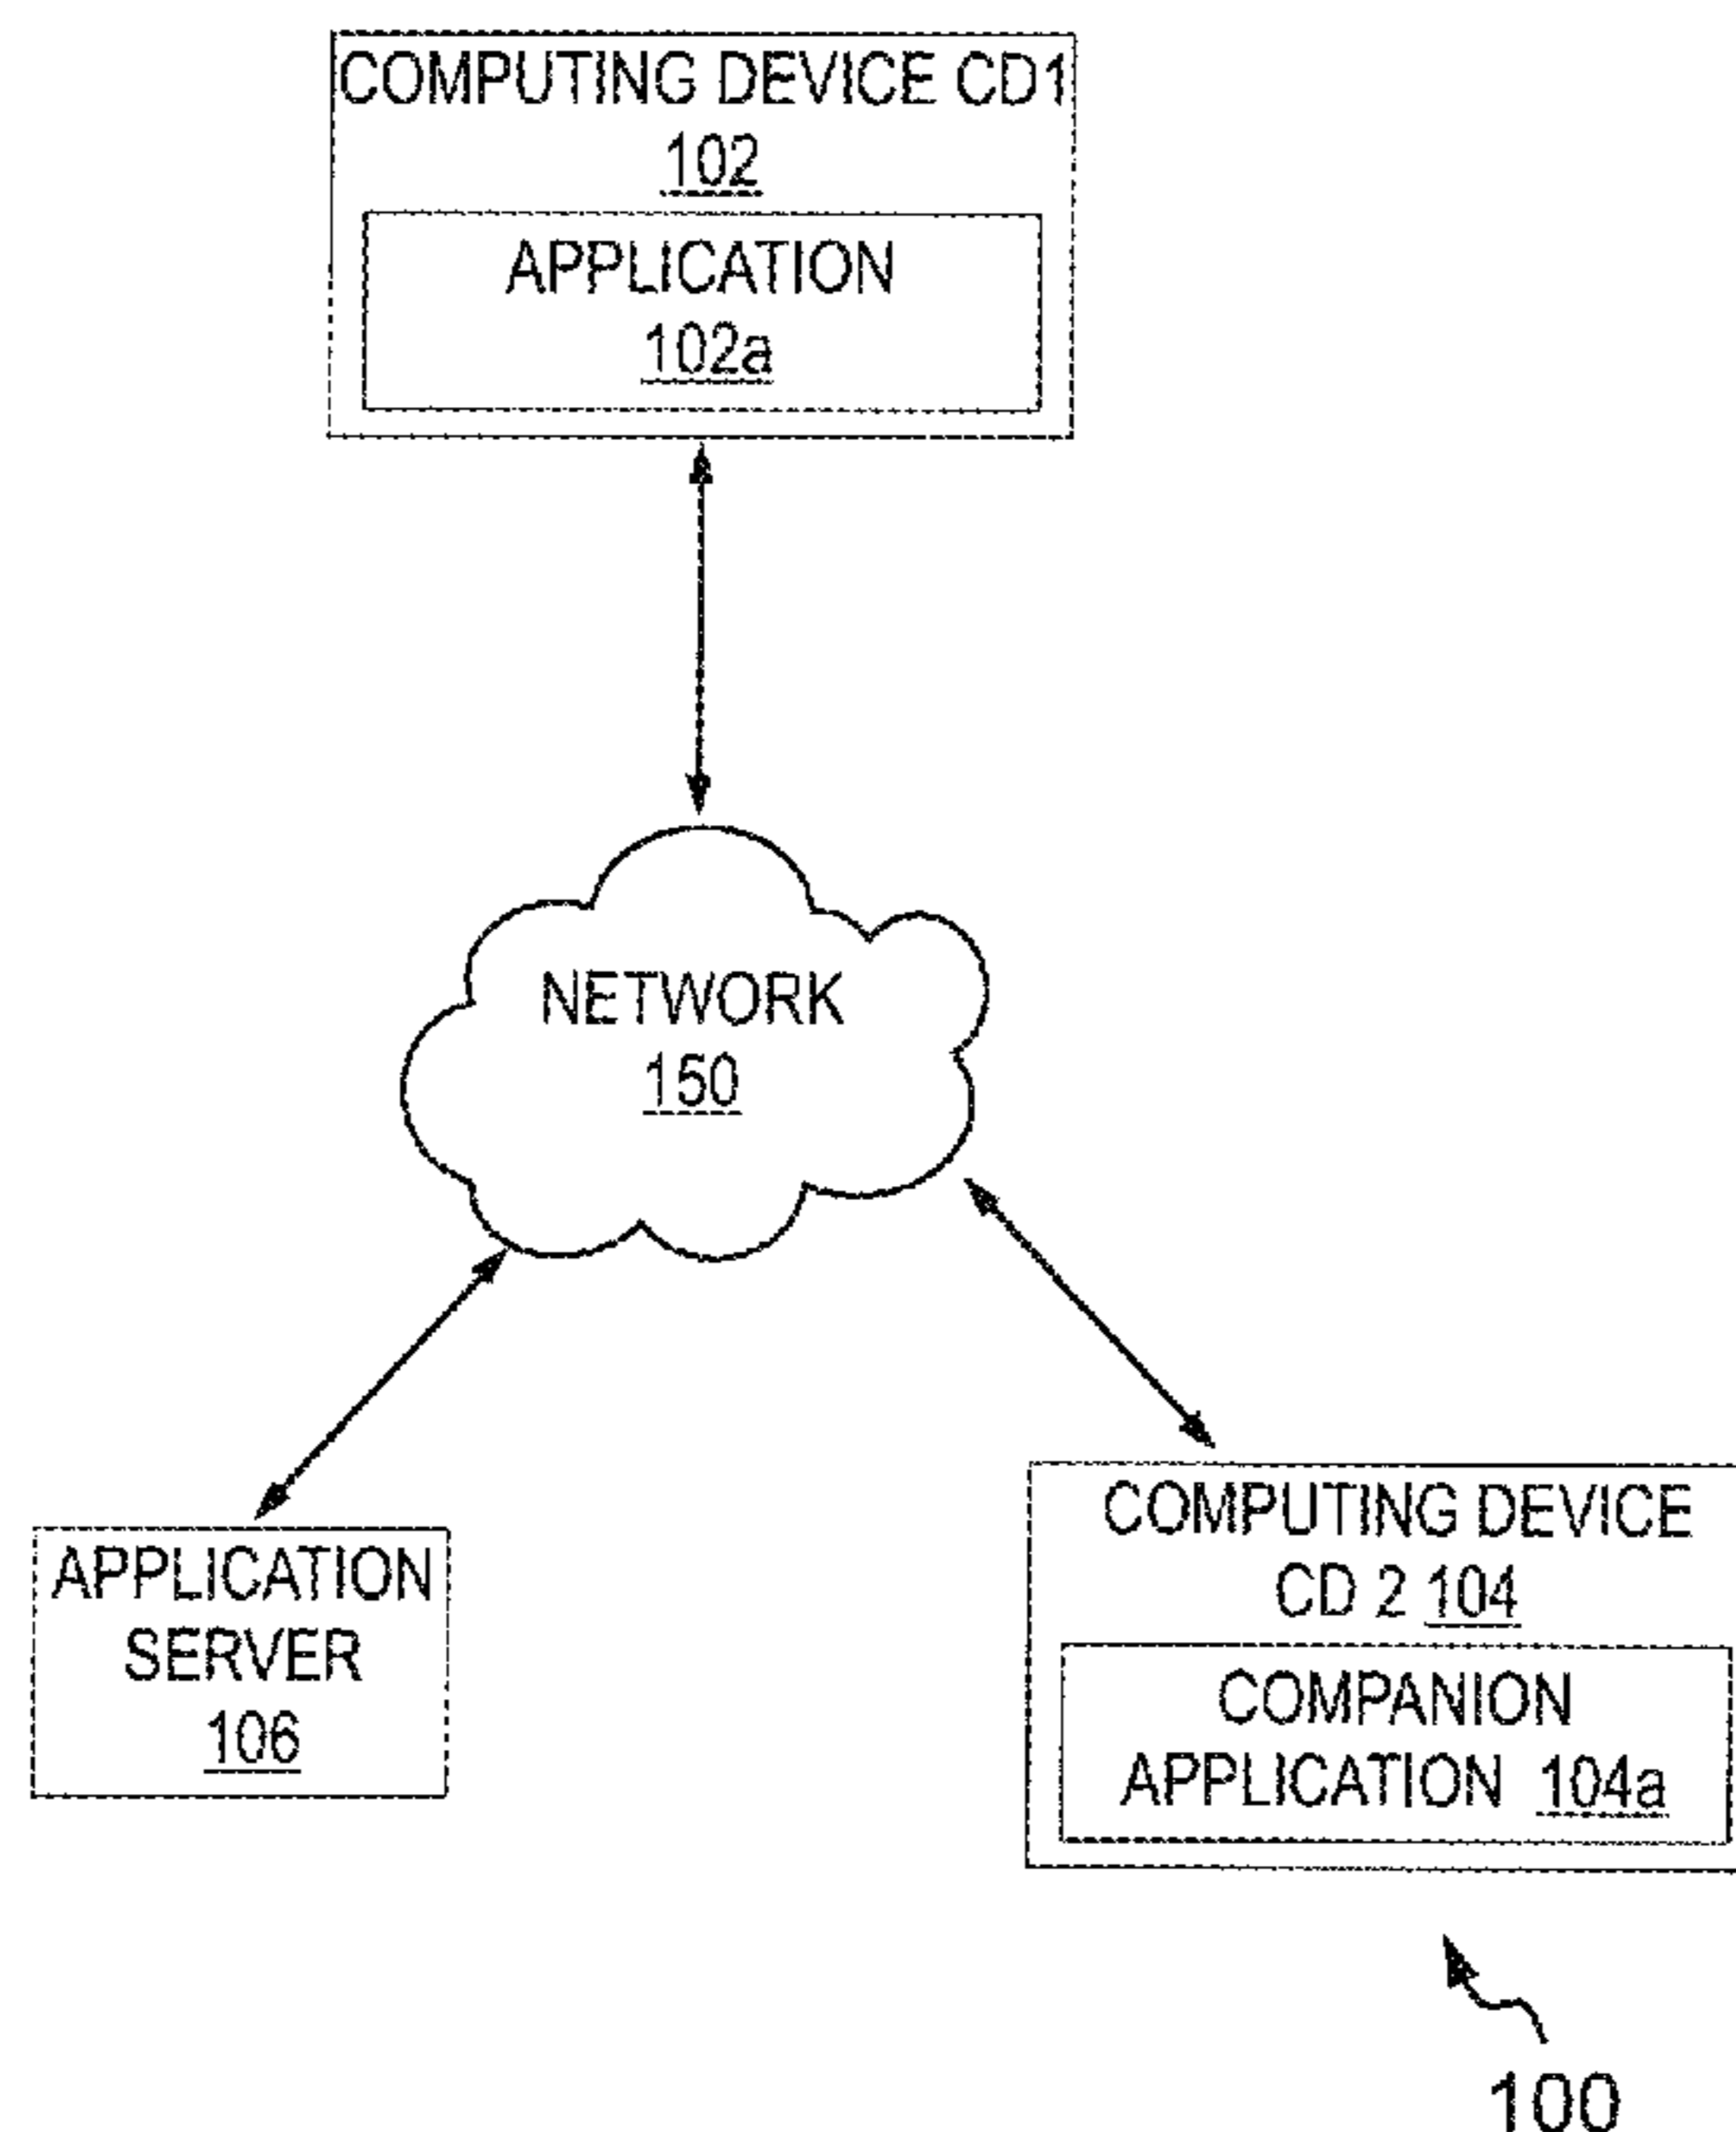 COMPUTING DEVICE CD1
102
APPLICATION
102a
NETWORK
150
APPLICATION
SERVER
106
COMPUTING DEVICE
CD 2 104
COMPANION
APPLICATION 104a
100